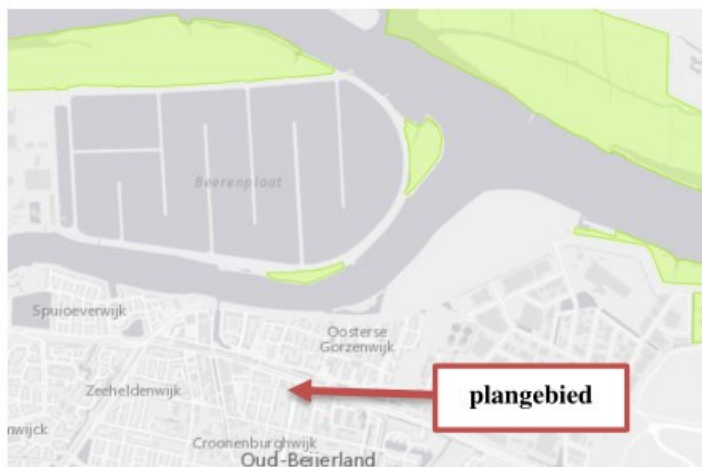 Beerenplaat
Spuioeverwijk
Oosterse
Gorzenwijk
Zeeheldenwijk
plangebied
nwijck
Croonenburghwijk
Oud-Beijerland